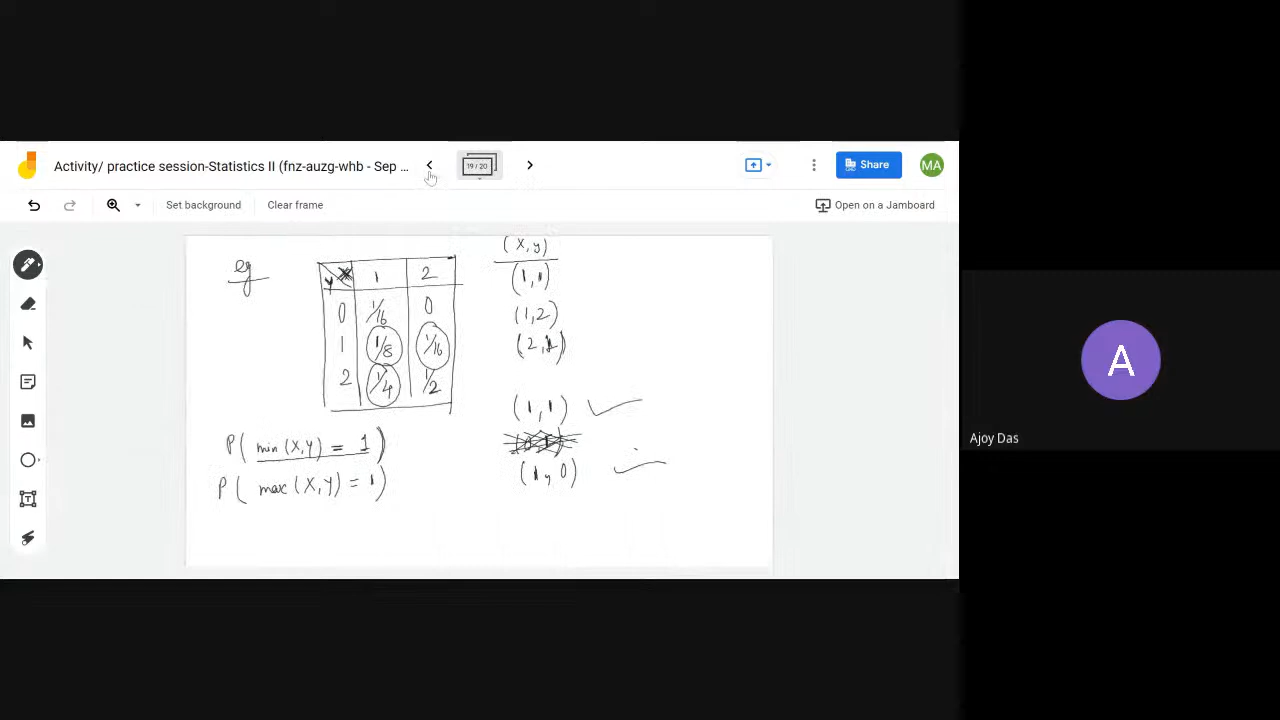 Activity/ practice session-Statistics II (fnz-auzg-whb - Sep ...
19 / 20
Share
MA
Set background
Clear frame
Open on a Jamboard
eg
y x 1 2
0 1/16 0
1 1/8 1/16
2 1/4 1/2
(X,y)
(1,1)
(1,2)
(2,1)
(1,1)
(1,0)
P( min (X,Y) = 1 )
P( max (X,Y) = 1)
A
Ajoy Das